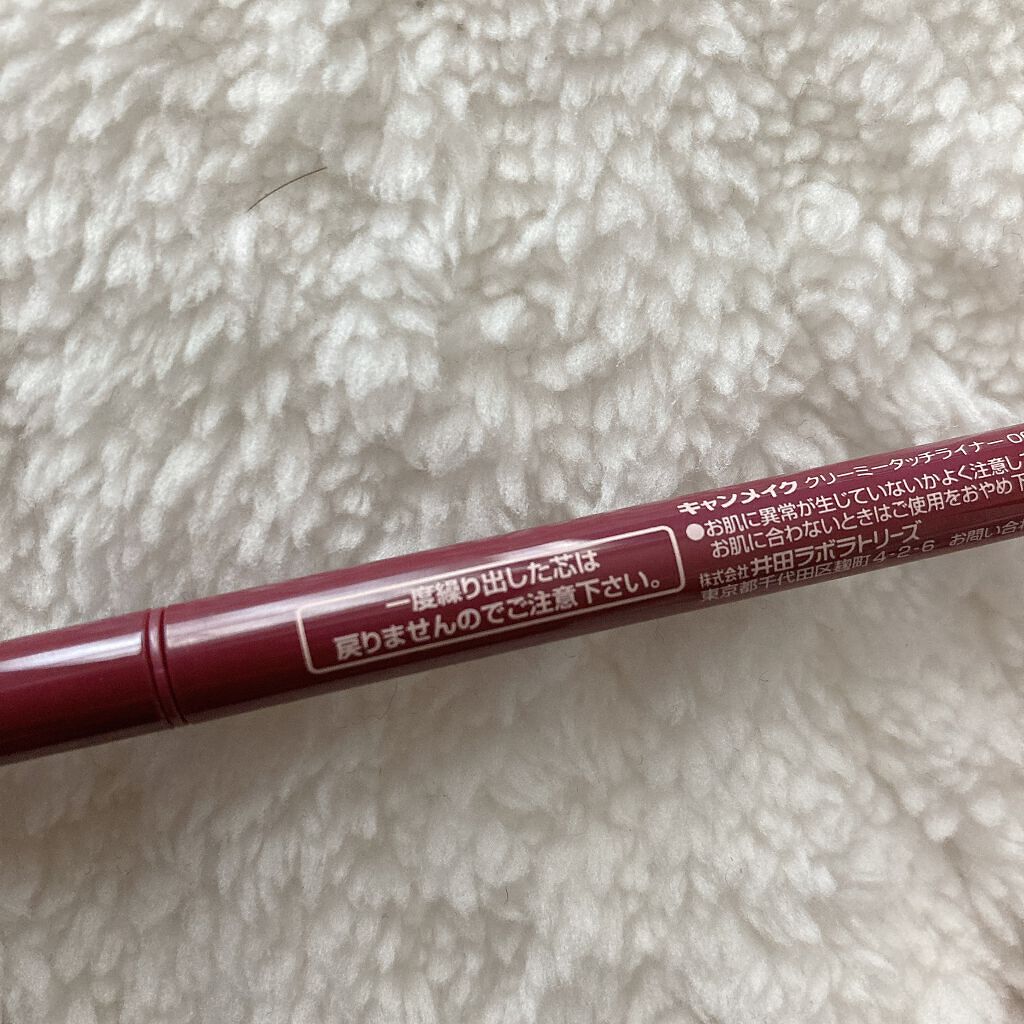 一度繰り出した芯は
戻りませんのでご注意下さい。
キャンメイク クリーミータッチライナー
●お肌に異常が生じていないかよく注意し
お肌に合わないときはご使用をおやめ下
株式会社 井田ラボラトリーズ
東京都千代田区麹町4-2-6 お問い合